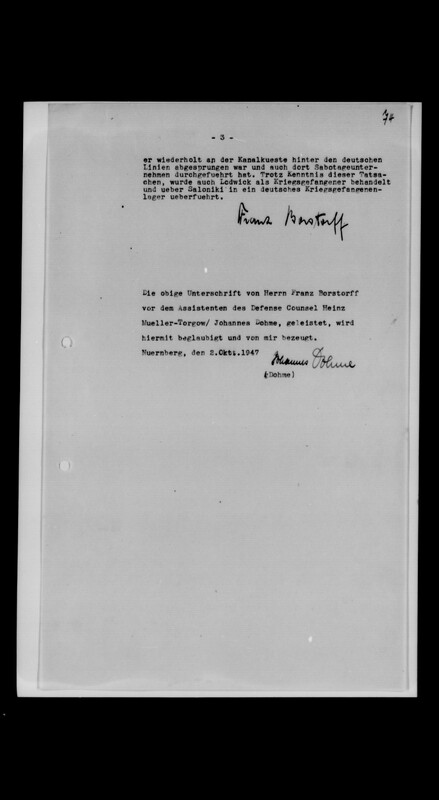 74
- 3 -
er wiederholt an der Kanalkueste hinter den deutschen
Linien abgesprungen war und auch dort Sabotageunter-
nehmen durchgefuehrt hat. Trotz Kenntnis dieser Tatsa-
chen, wurde auch Lodwick als Kriegsgefangener behandelt
und ueber Saloniki in ein deutsches Kriegsgefangenen-
lager ueberfuehrt.
Franz Borstorff
Die obige Unterschrift von Herrn Franz Borstorff
vor dem Assistenten des Defense Counsel Heinz
Mueller-Torgow/ Johannes Dohme, geleistet, wird
hiermit beglaubigt und von mir bezeugt.
Nuernberg, den 2.Okt.1947
Johannes Dohme
(Dohme)